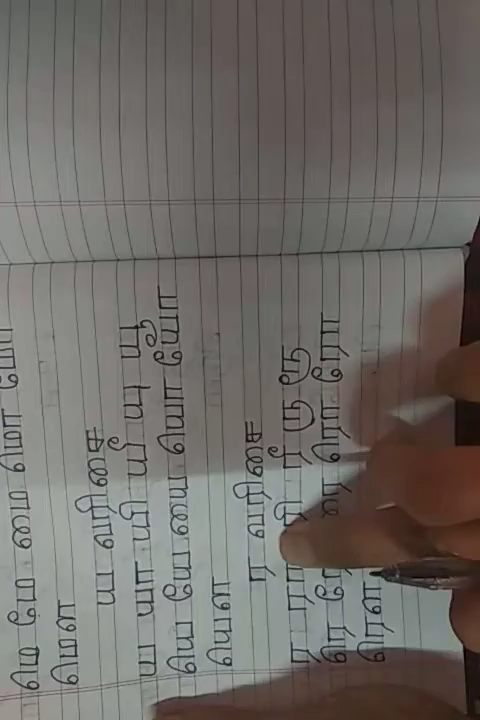 மெ மே மை மொ மோ
மௌ
ய வரிசை
ய யா யி யீ யு யூ
யெ யே யை யொ யோ
யௌ
ர வரிசை
ர ரா ரி ரீ ரு ரூ
ரெ ரே ரை ரொ ரோ
ரௌ